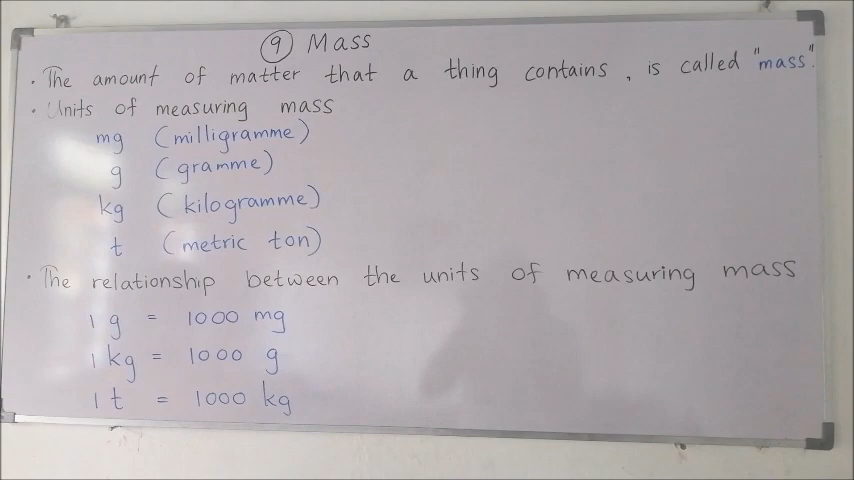 9 Mass
· The amount of matter that a thing contains, is called "mass".
· Units of measuring mass
mg (milligramme)
g (gramme)
kg (kilogramme)
t (metric ton)
· The relationship between the units of measuring mass
1 g = 1000 mg
1 kg = 1000 g
1 t = 1000 kg